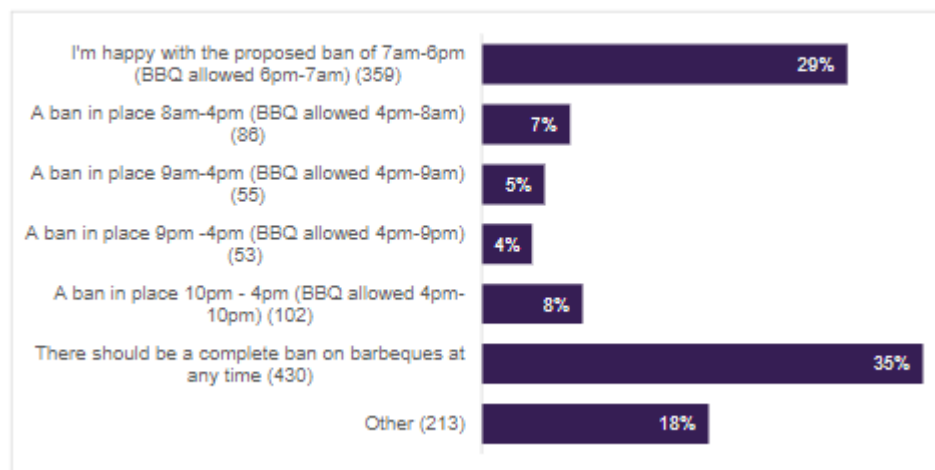 I'm happy with the proposed ban of 7am-6pm
(BBQ allowed 6pm-7am) (359)
29%
A ban in place 8am-4pm (BBQ allowed 4pm-8am)
(86)
7%
A ban in place 9am-4pm (BBQ allowed 4pm-9am)
(55)
5%
A ban in place 9pm -4pm (BBQ allowed 4pm-9pm)
(53)
4%
A ban in place 10pm - 4pm (BBQ allowed 4pm-
10pm) (102)
8%
There should be a complete ban on barbeques at
any time (430)
35%
Other (213)
18%